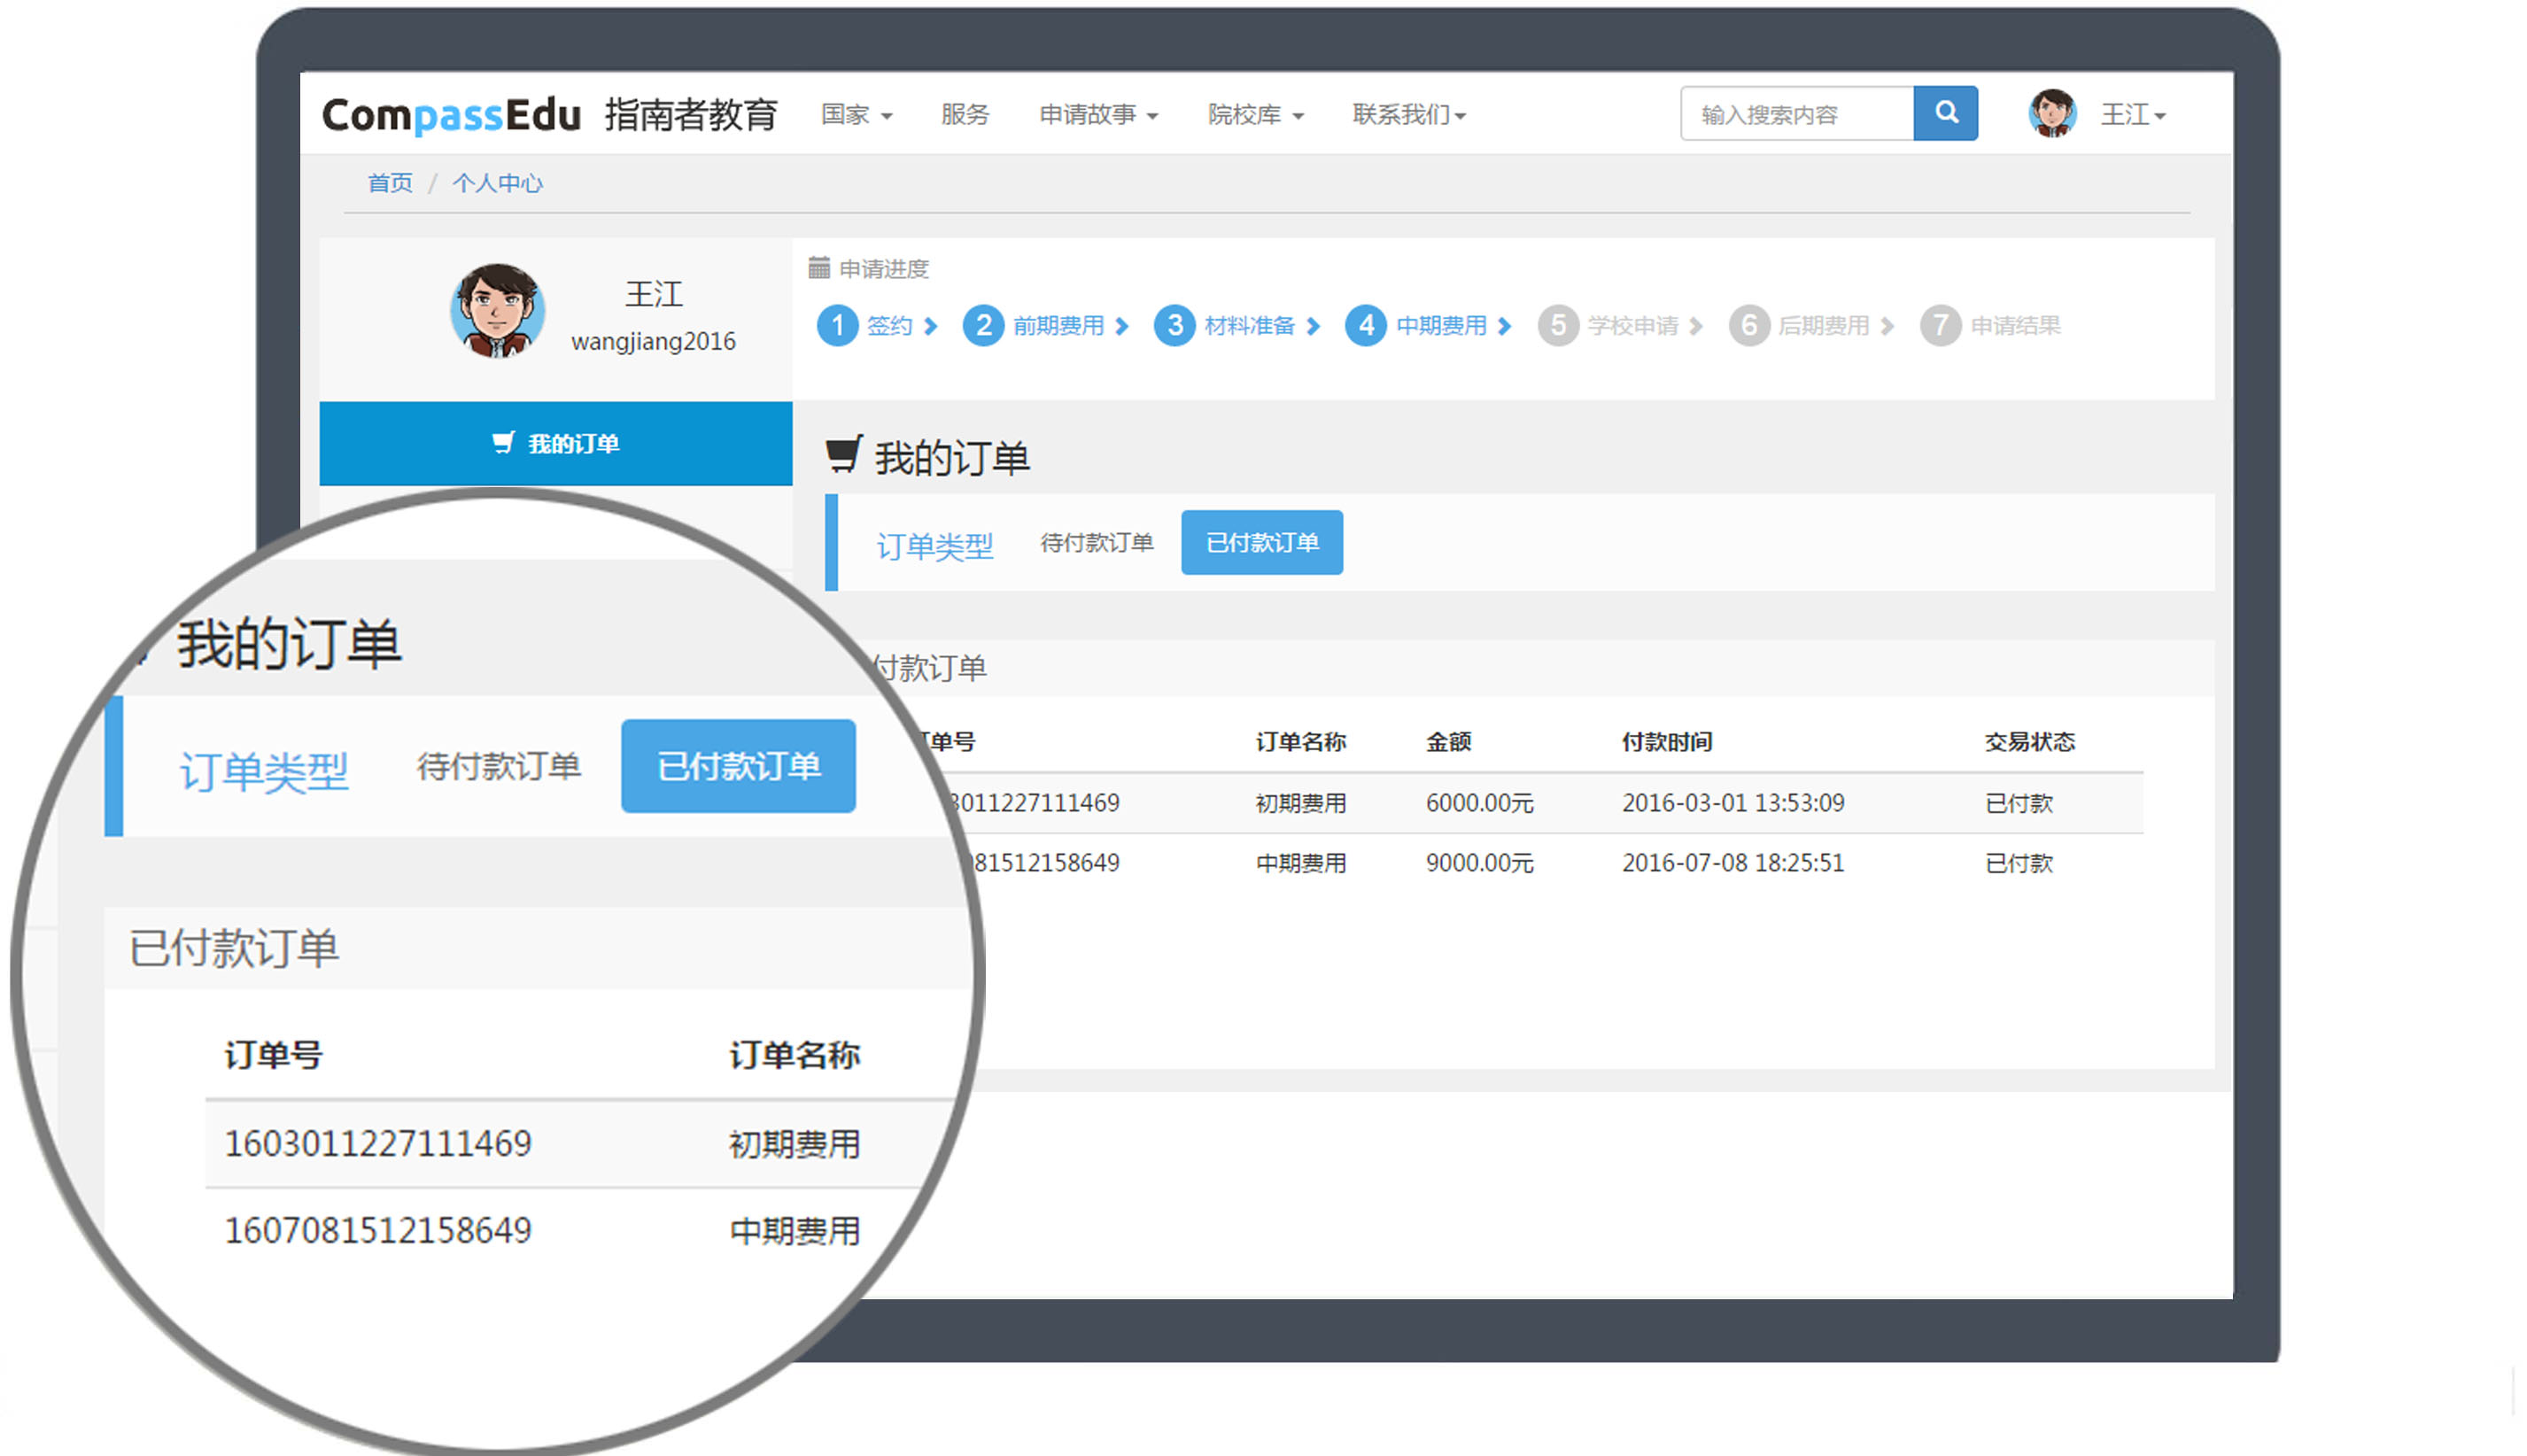 CompassEdu 指南者教育 国家 服务 申请故事 院校库 联系我们 输入搜索内容 王江
首页 / 个人中心
王江
wangjiang2016
申请进度
1 签约 2 前期费用 3 材料准备 4 中期费用 5 学校申请 6 后期费用 7 申请结果
我的订单
我的订单
订单类型 待付款订单 已付款订单
付款订单
单号 订单名称 金额 付款时间 交易状态
3011227111469 初期费用 6000.00元 2016-03-01 13:53:09 已付款
081512158649 中期费用 9000.00元 2016-07-08 18:25:51 已付款
我的订单
订单类型 待付款订单 已付款订单
已付款订单
订单号 订单名称
1603011227111469 初期费用
1607081512158649 中期费用